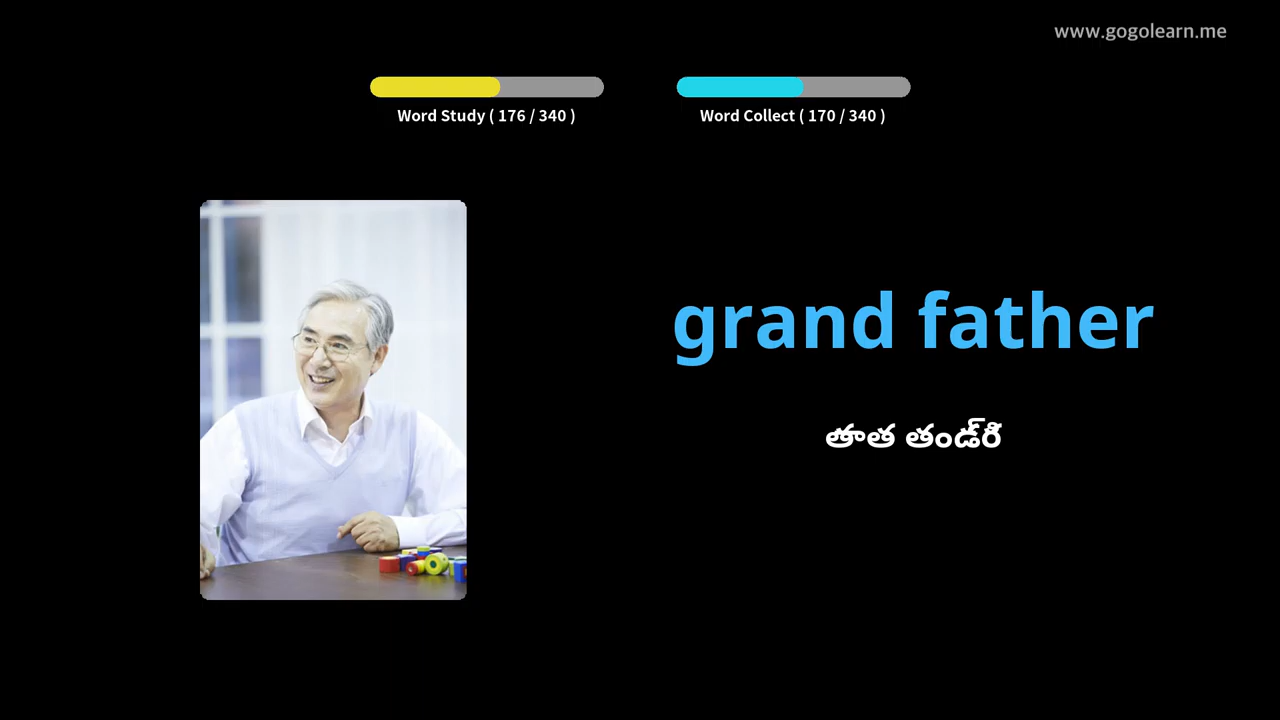 www.gogolearn.me
Word Study ( 176 / 340 )
Word Collect ( 170 / 340 )
grand father
తాత తండ్రి